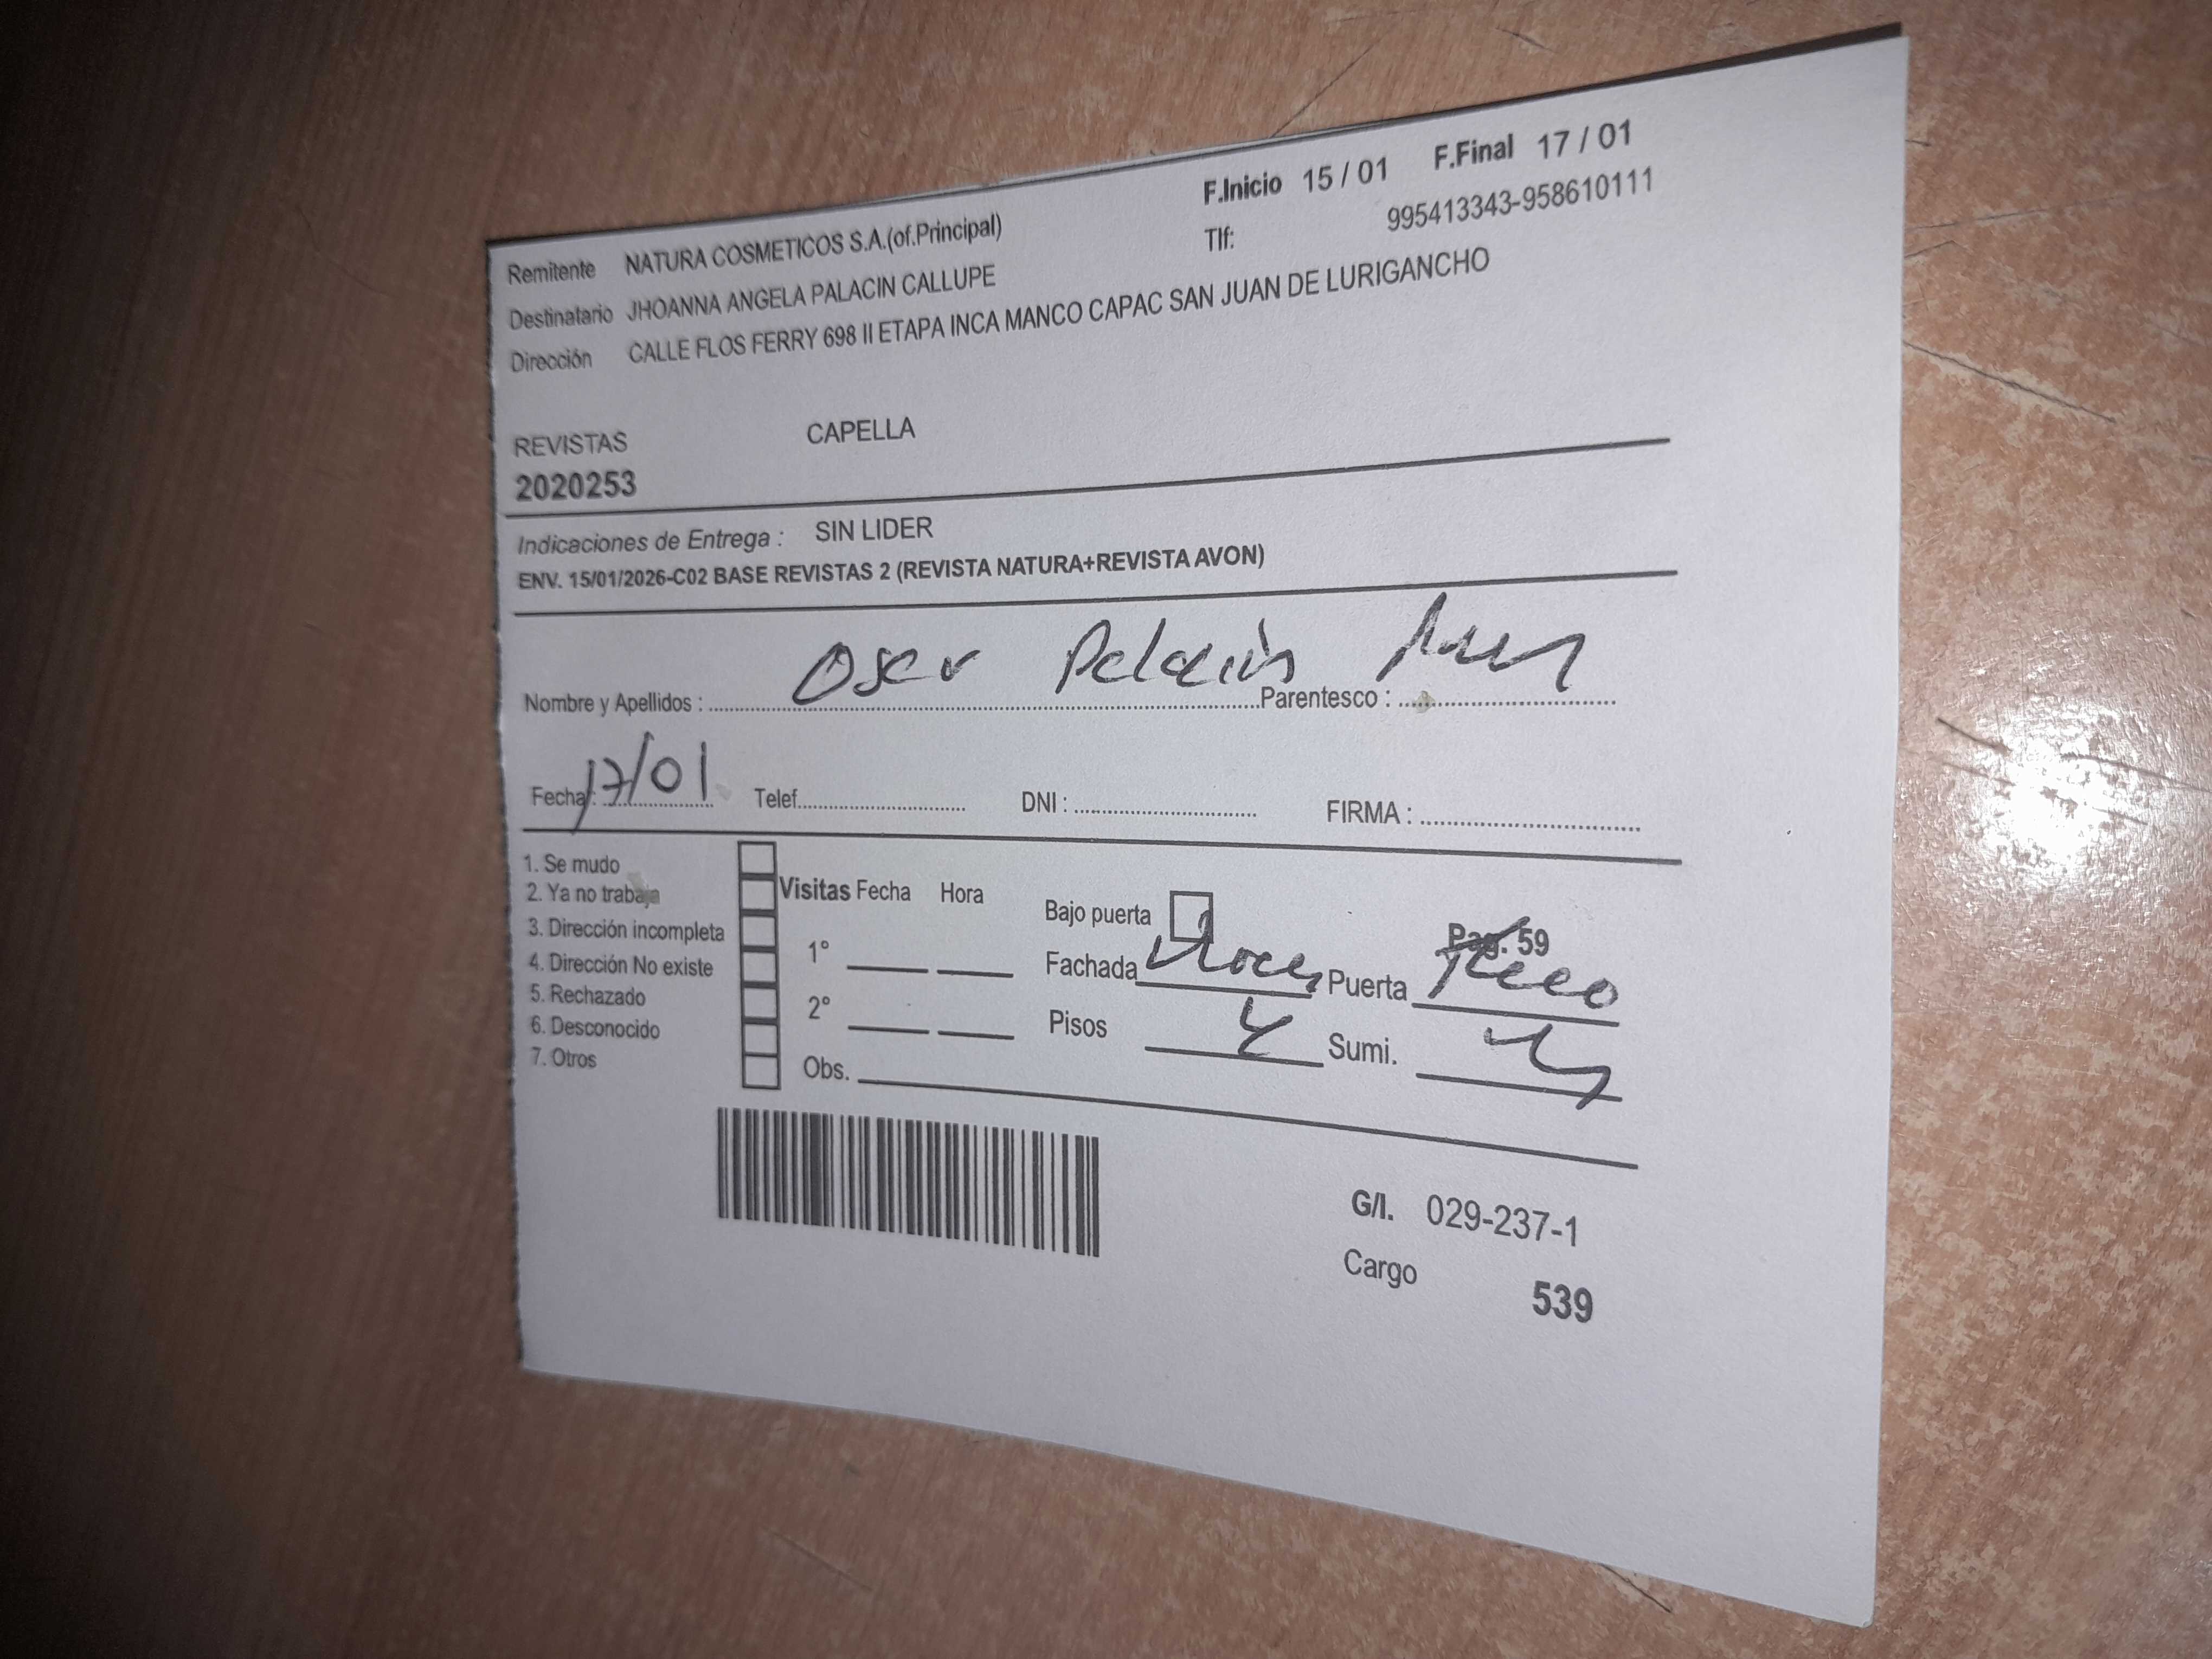 F.Inicio 15 / 01 F.Final 17 / 01
Remitente NATURA COSMETICOS S.A.(of.Principal) Tlf: 995413343-958610111
Destinatario JHOANNA ANGELA PALACIN CALLUPE
Dirección CALLE FLOS FERRY 698 II ETAPA INCA MANCO CAPAC SAN JUAN DE LURIGANCHO
REVISTAS CAPELLA
2020253
Indicaciones de Entrega : SIN LIDER
ENV. 15/01/2026-C02 BASE REVISTAS 2 (REVISTA NATURA+REVISTA AVON)
Nombre y Apellidos : Oscar Palacin Parentesco :
Fecha: 17/01 Telef. DNI : FIRMA :
1. Se mudo
2. Ya no trabaja Visitas Fecha Hora Bajo puerta Pag. 59
3. Dirección incompleta 1° Fachada Puerta
4. Dirección No existe
5. Rechazado 2° Pisos 4 Sumi.
6. Desconocido
7. Otros Obs.
G/I. 029-237-1
Cargo 539